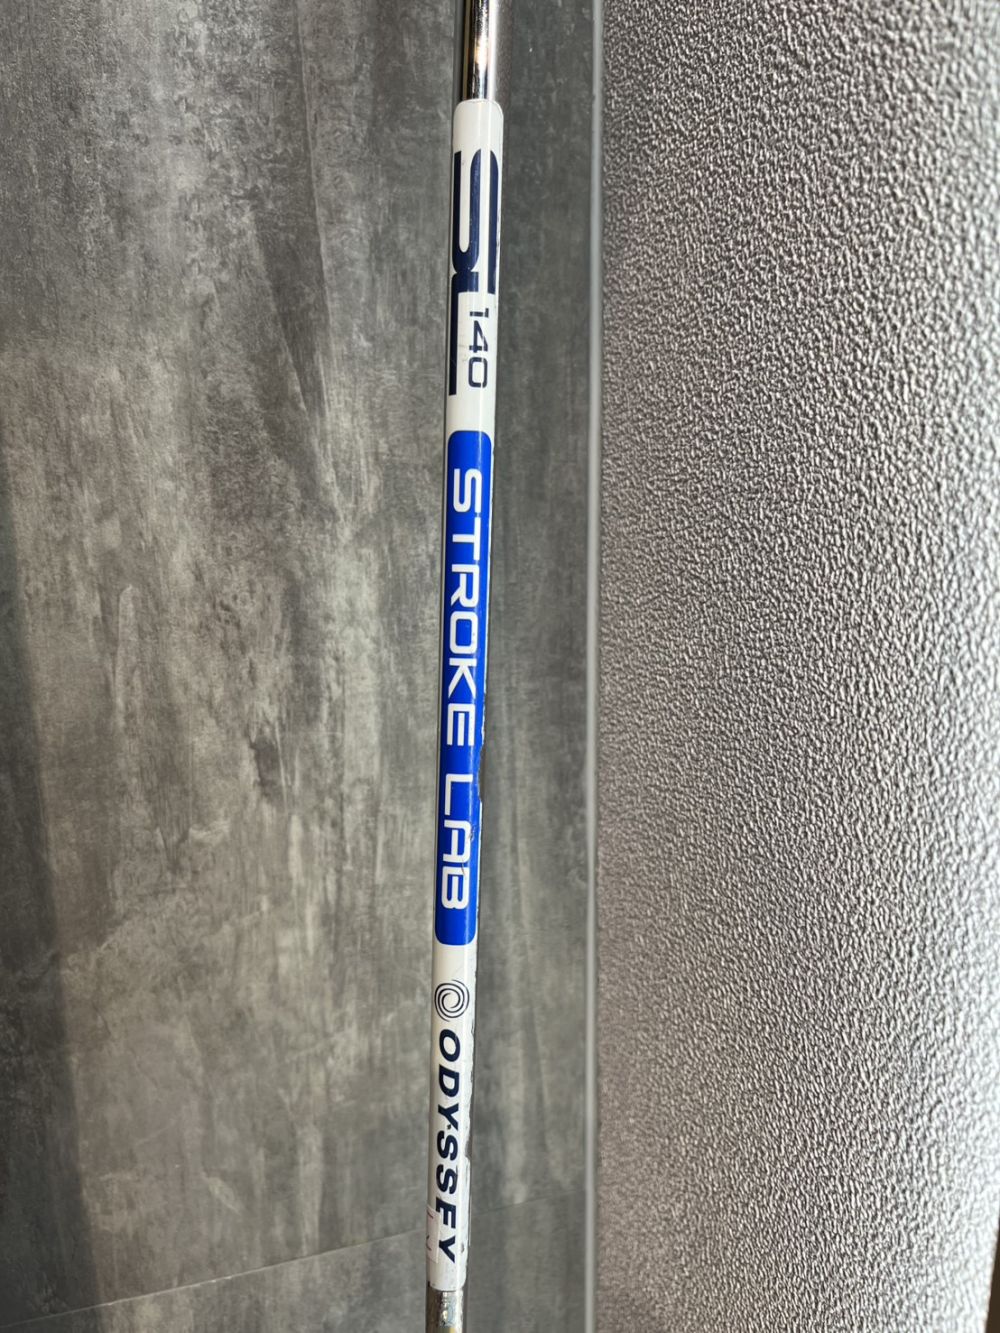 SL
140
STROKE LAB
ODYSSEY